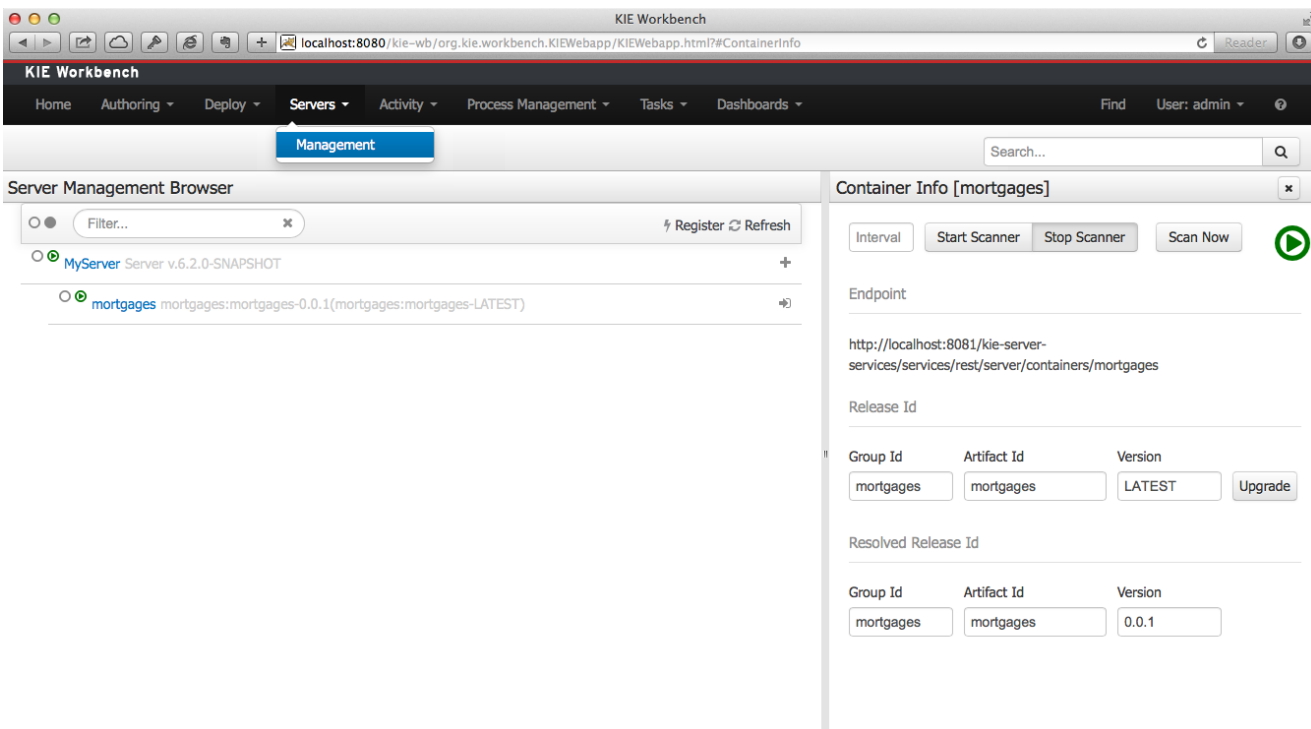 KIE Workbench
localhost:8080/kie-wb/org.kie.workbench.KIEWebapp/KIEWebapp.html?#ContainerInfo
Reader
KIE Workbench
Home Authoring Deploy Servers Activity Process Management Tasks Dashboards Find User: admin ?
Management
Search...
Server Management Browser
Filter... Register Refresh
MyServer Server v.6.2.0-SNAPSHOT
mortgages mortgages:mortgages-0.0.1(mortgages:mortgages-LATEST)
Container Info [mortgages]
Interval Start Scanner Stop Scanner Scan Now
Endpoint
http://localhost:8081/kie-server-
services/services/rest/server/containers/mortgages
Release Id
Group Id Artifact Id Version
mortgages mortgages LATEST Upgrade
Resolved Release Id
Group Id Artifact Id Version
mortgages mortgages 0.0.1